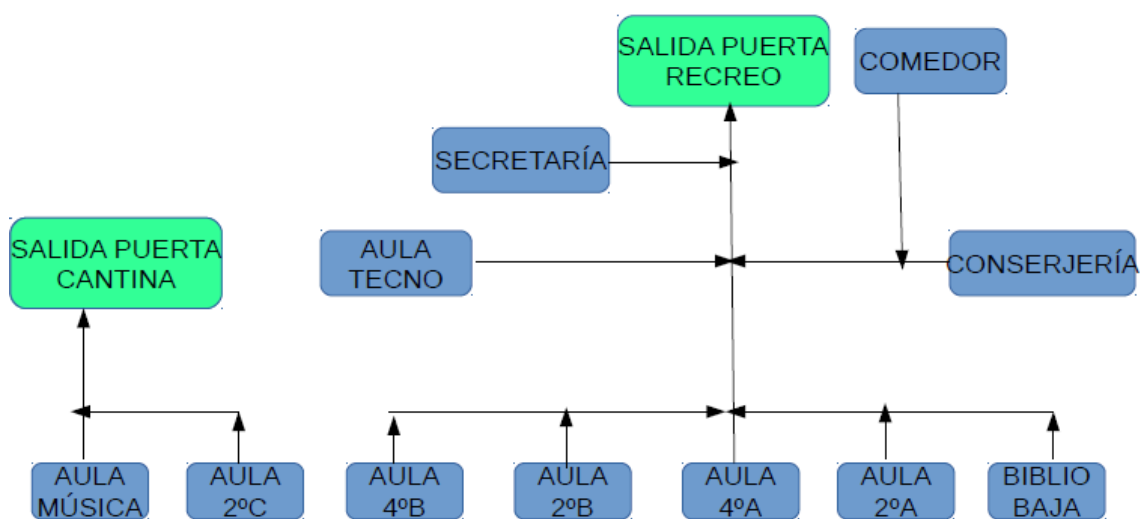 SALIDA PUERTA
RECREO
COMEDOR
SECRETARÍA
SALIDA PUERTA
CANTINA
AULA
TECNO
CONSERJERÍA
AULA
MÚSICA
AULA
2ºC
AULA
4ºB
AULA
2ºB
AULA
4ºA
AULA
2ºA
BIBLIO
BAJA